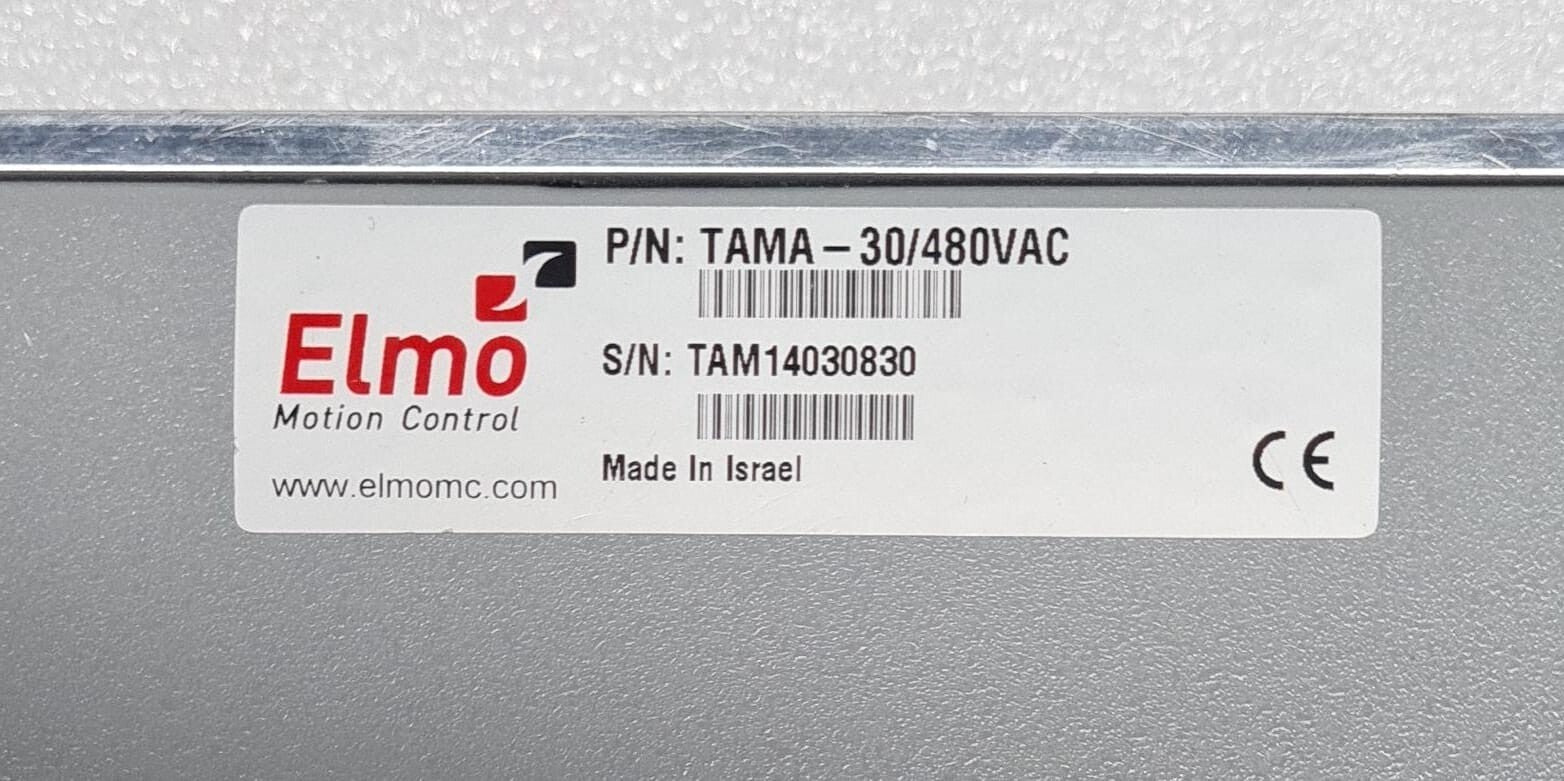 Elmo
Motion Control
www.elmomc.com
P/N: TAMA – 30/480VAC
S/N: TAM14030830
Made In Israel
CE